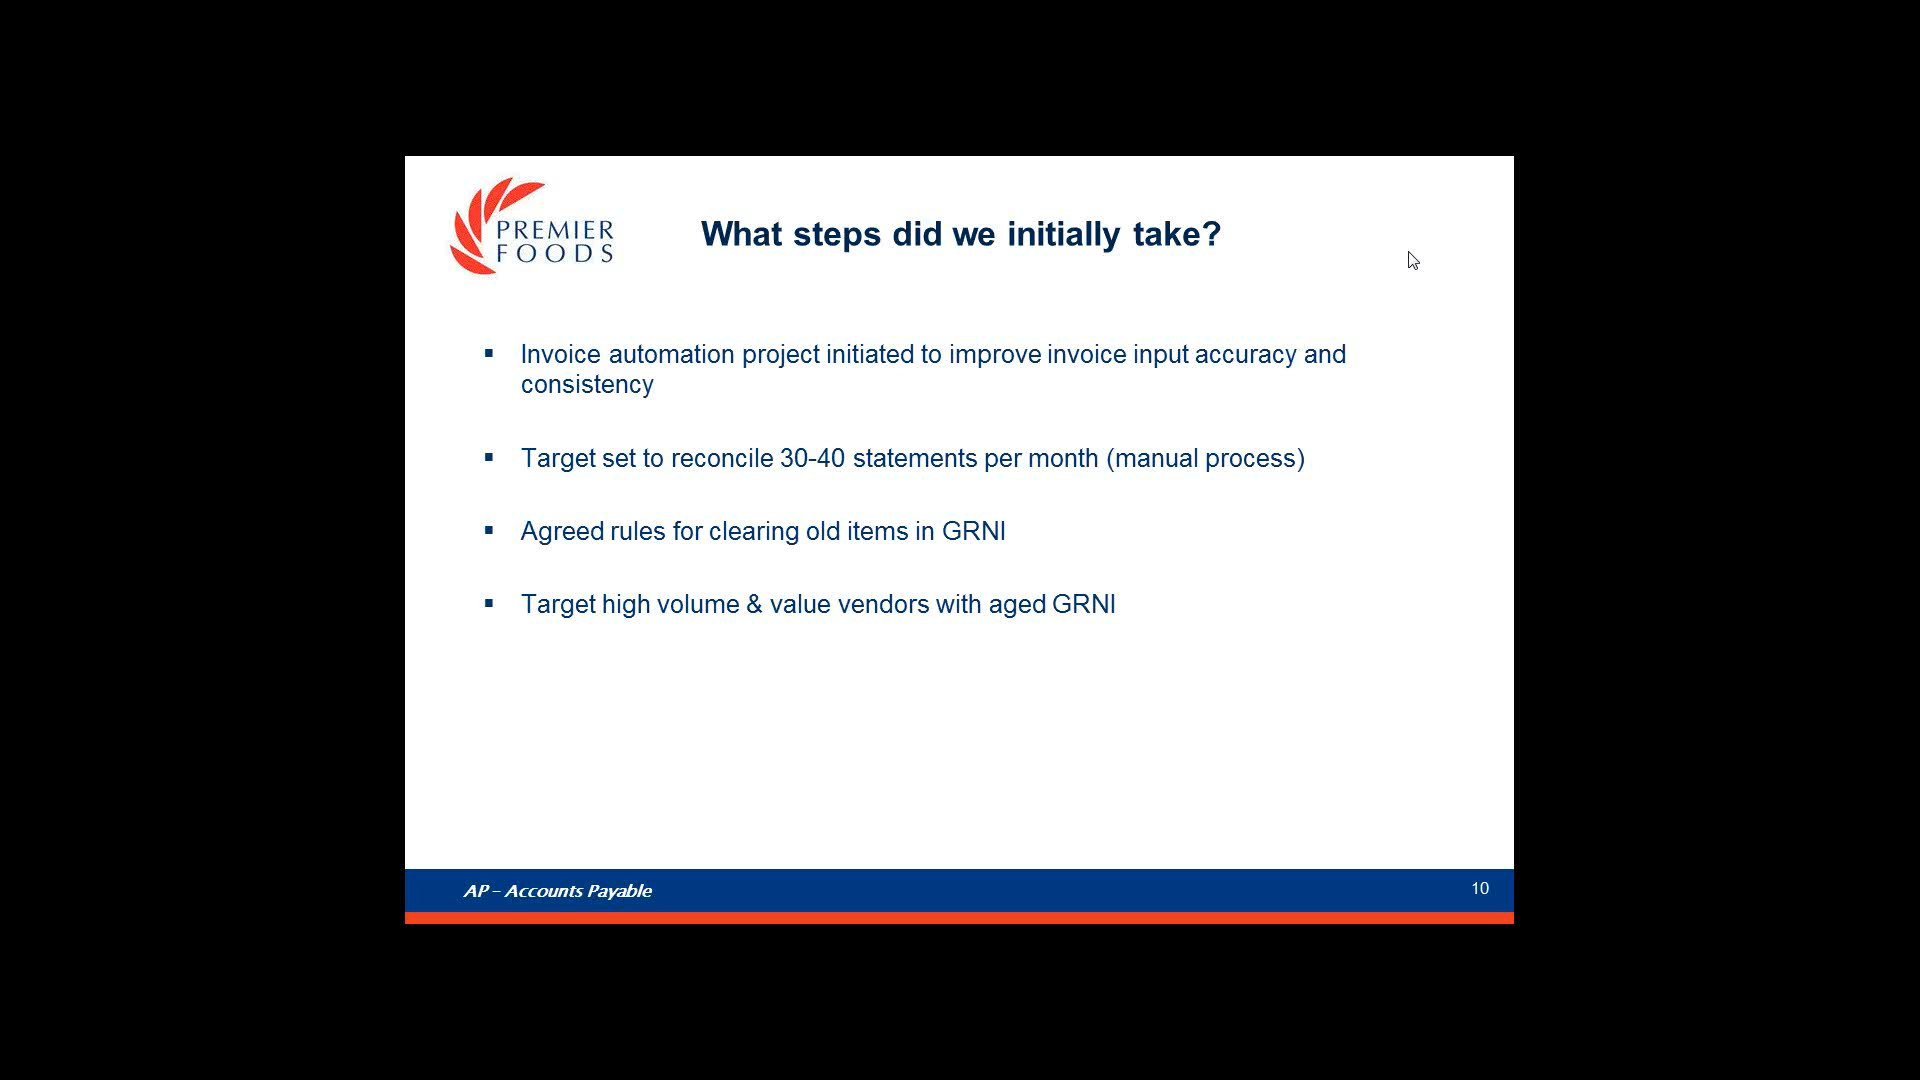 PREMIER
FOODS
What steps did we initially take?
▪ Invoice automation project initiated to improve invoice input accuracy and
consistency
▪ Target set to reconcile 30-40 statements per month (manual process)
▪ Agreed rules for clearing old items in GRNI
▪ Target high volume & value vendors with aged GRNI
AP – Accounts Payable
10